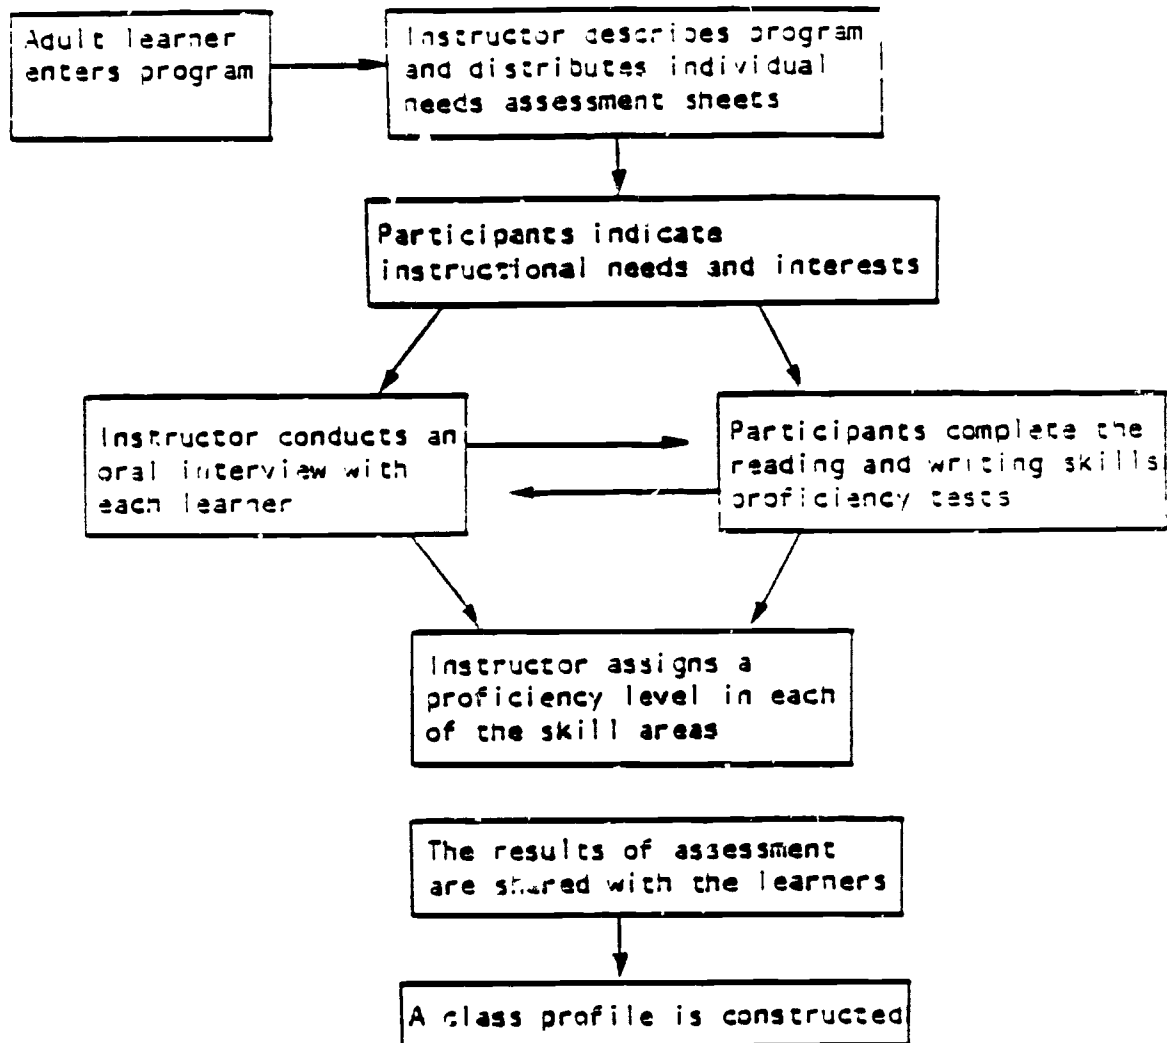 Adult learner
enters program
Instructor describes program
and distributes individual
needs assessment sheets
Participants indicate
instructional needs and interests
Instructor conducts an
oral interview with
each learner
Participants complete the
reading and writing skills
proficiency tests
Instructor assigns a
proficiency level in each
of the skill areas
The results of assessment
are shared with the learners
A class profile is constructed